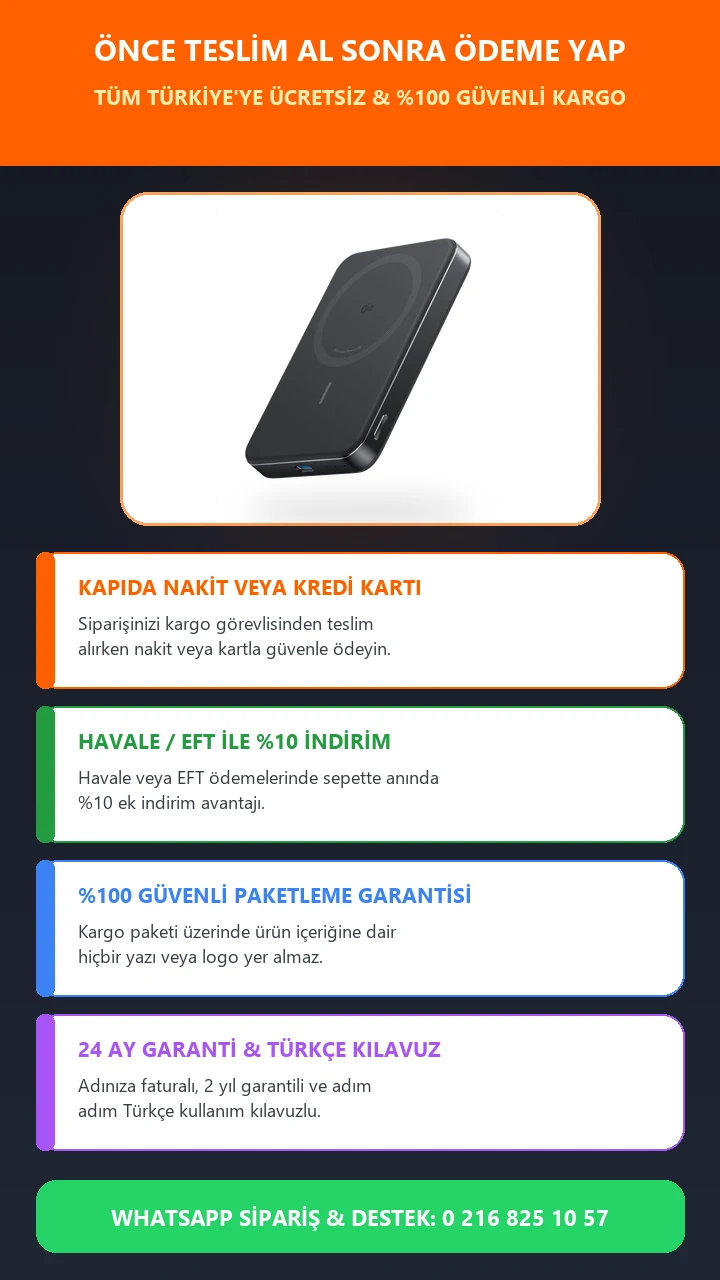 ÖNCE TESLİM AL SONRA ÖDEME YAP
TÜM TÜRKİYE'YE ÜCRETSİZ & %100 GÜVENLİ KARGO
KAPIDA NAKİT VEYA KREDİ KARTI
Siparişinizi kargo görevlisinden teslim
alırken nakit veya kartla güvenle ödeyin.
HAVALE / EFT İLE %10 İNDİRİM
Havale veya EFT ödemelerinde sepette anında
%10 ek indirim avantajı.
%100 GÜVENLİ PAKETLEME GARANTİSİ
Kargo paketi üzerinde ürün içeriğine dair
hiçbir yazı veya logo yer almaz.
24 AY GARANTİ & TÜRKÇE KILAVUZ
Adınıza faturalı, 2 yıl garantili ve adım
adım Türkçe kullanım kılavuzlu.
WHATSAPP SİPARİŞ & DESTEK: 0 216 825 10 57